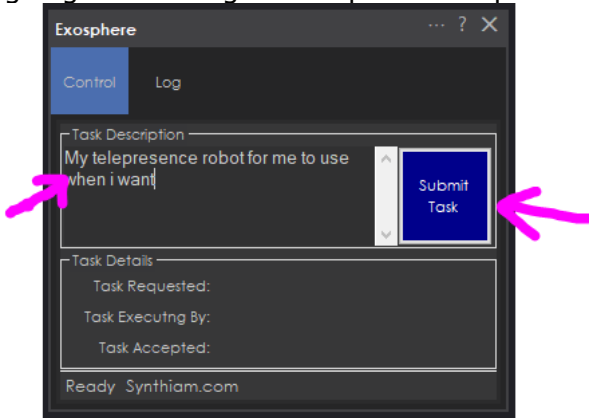 Exosphere ... ? X
Control Log
Task Description
My telepresence robot for me to use
when i want
Submit
Task
Task Details
Task Requested:
Task Executng By:
Task Accepted:
Ready Synthiam.com